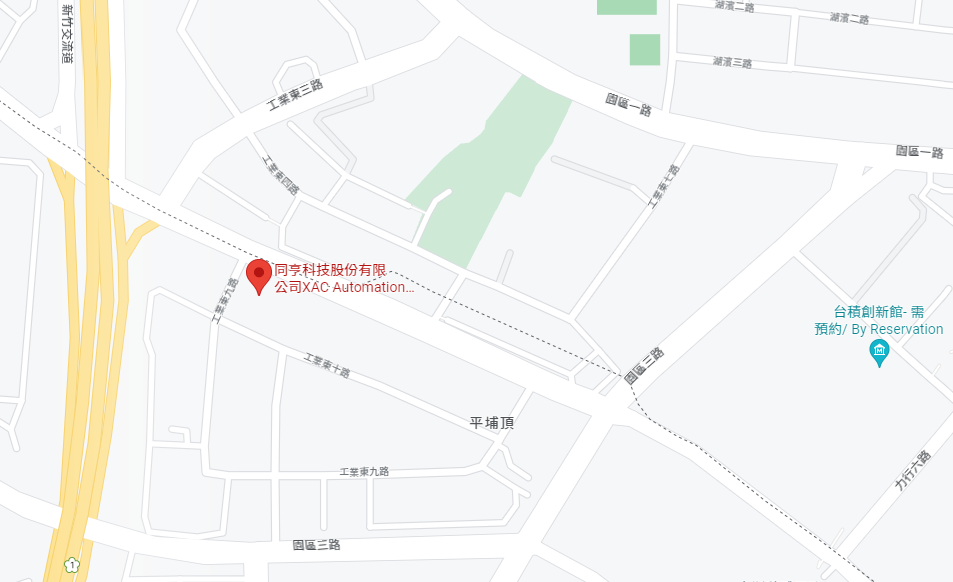 新竹交流道
湖濱二路
湖濱二路
湖濱三路
工業東三路
園區一路
園區一路
工業東四路
工業東七路
同亨科技股份有限
公司XAC Automation...
工業東九路
台積創新館- 需
預約/ By Reservation
工業東十路
園區三路
平埔頂
工業東九路
力行六路
園區三路
1